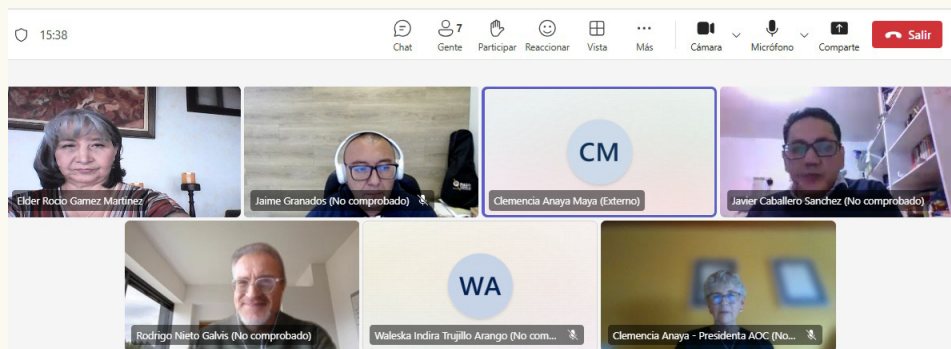 15:38
7
Chat Gente Participar Reaccionar Vista Más Cámara Micrófono Comparte Salir
CM
Elder Rocio Gamez Martinez
Jaime Granados (No comprobado)
Clemencia Anaya Maya (Externo)
Javier Caballero Sanchez (No comprobado)
WA
Rodrigo Nieto Galvis (No comprobado)
Waleska Indira Trujillo Arango (No com...
Clemencia Anaya - Presidenta AOC (No...